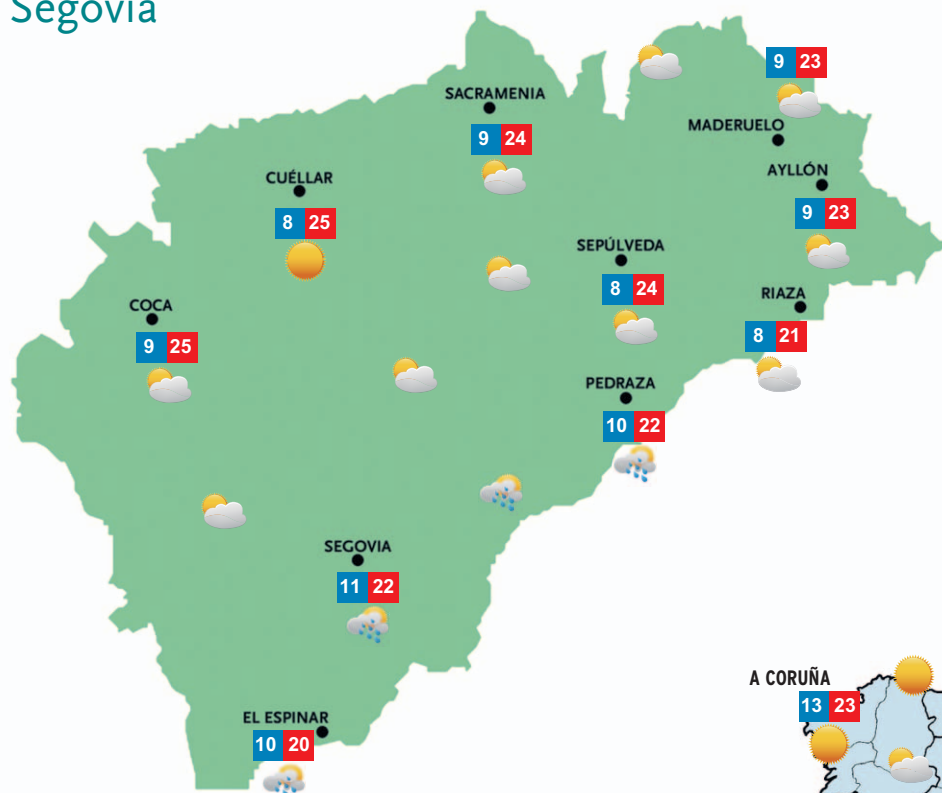 Segovia
9 23
SACRAMENIA
9 24
MADERUELO
AYLLÓN
9 23
CUÉLLAR
8 25
SEPÚLVEDA
8 24
RIAZA
8 21
COCA
9 25
PEDRAZA
10 22
SEGOVIA
11 22
A CORUÑA
13 23
EL ESPINAR
10 20